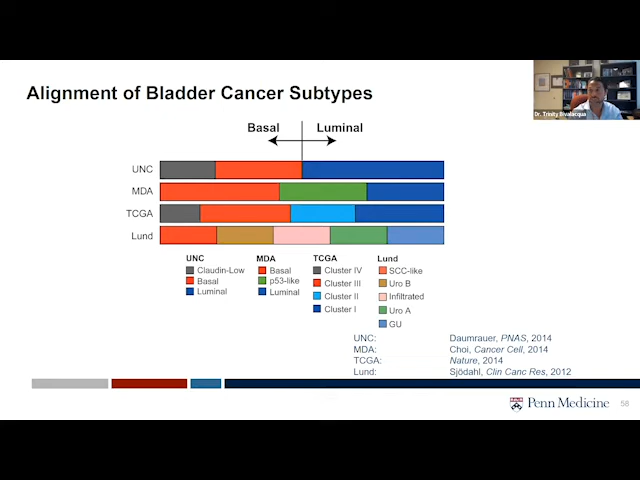 Alignment of Bladder Cancer Subtypes
Dr. Trinity Bivalacqua
Basal Luminal
UNC
MDA
TCGA
Lund
UNC
Claudin-Low
Basal
Luminal
MDA
Basal
p53-like
Luminal
TCGA
Cluster IV
Cluster III
Cluster II
Cluster I
Lund
SCC-like
Uro B
Infiltrated
Uro A
GU
UNC: Daumrauer, PNAS, 2014
MDA: Choi, Cancer Cell, 2014
TCGA: Nature, 2014
Lund: Sjödahl, Clin Canc Res, 2012
Penn Medicine
58